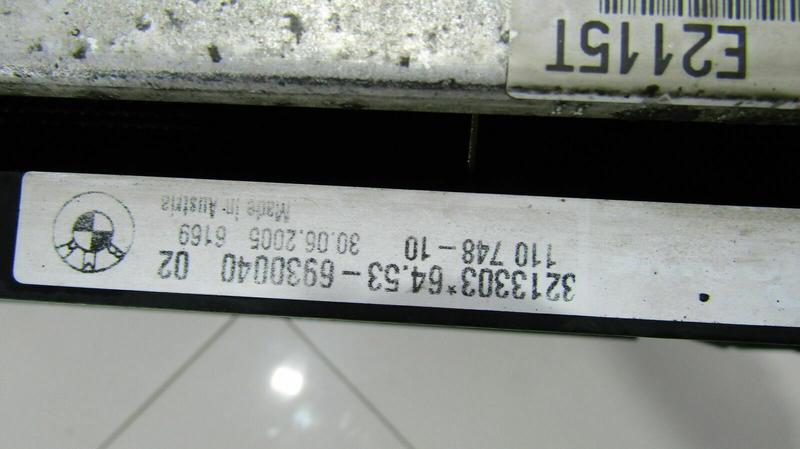 3213303*64.53-6930040 02
110 748-10 30.06.2005 6169
Made in Austria
E2115T